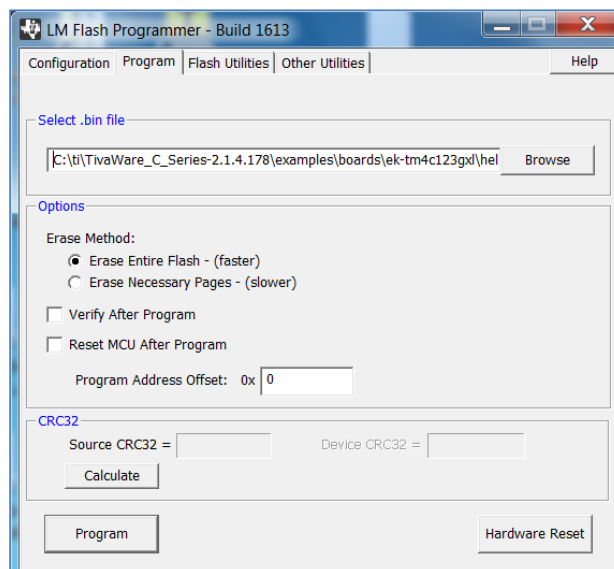 LM Flash Programmer - Build 1613
Configuration Program Flash Utilities Other Utilities Help
Select .bin file
C:\ti\TivaWare_C_Series-2.1.4.178\examples\boards\ek-tm4c123gxl\hel Browse
Options
Erase Method:
Erase Entire Flash - (faster)
Erase Necessary Pages - (slower)
Verify After Program
Reset MCU After Program
Program Address Offset: 0x 0
CRC32
Source CRC32 = Device CRC32 =
Calculate
Program Hardware Reset